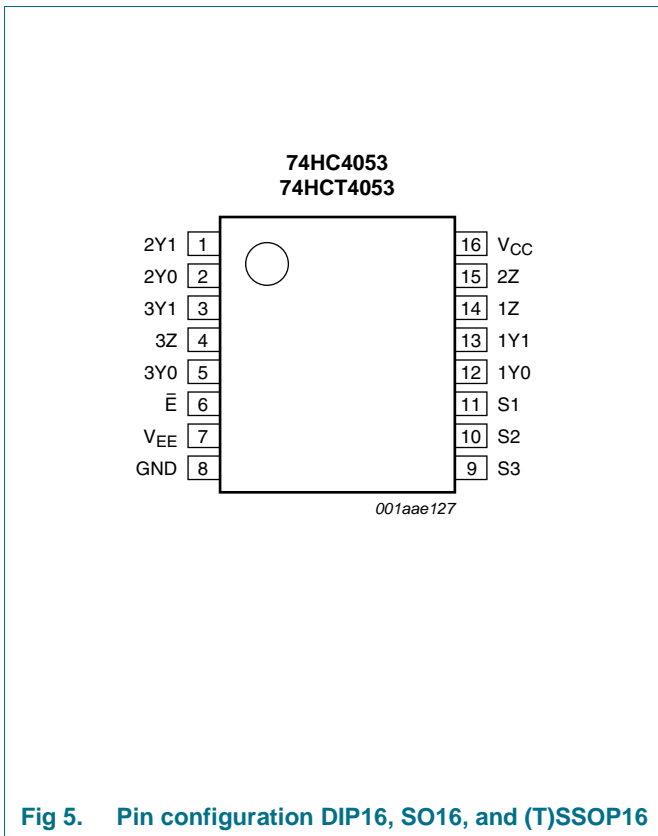 74HC4053
74HCT4053
2Y1 1
16 VCC
2Y0 2
15 2Z
3Y1 3
14 1Z
3Z 4
13 1Y1
3Y0 5
12 1Y0
Ē 6
11 S1
VEE 7
10 S2
GND 8
9 S3
001aae127
Fig 5. Pin configuration DIP16, SO16, and (T)SSOP16